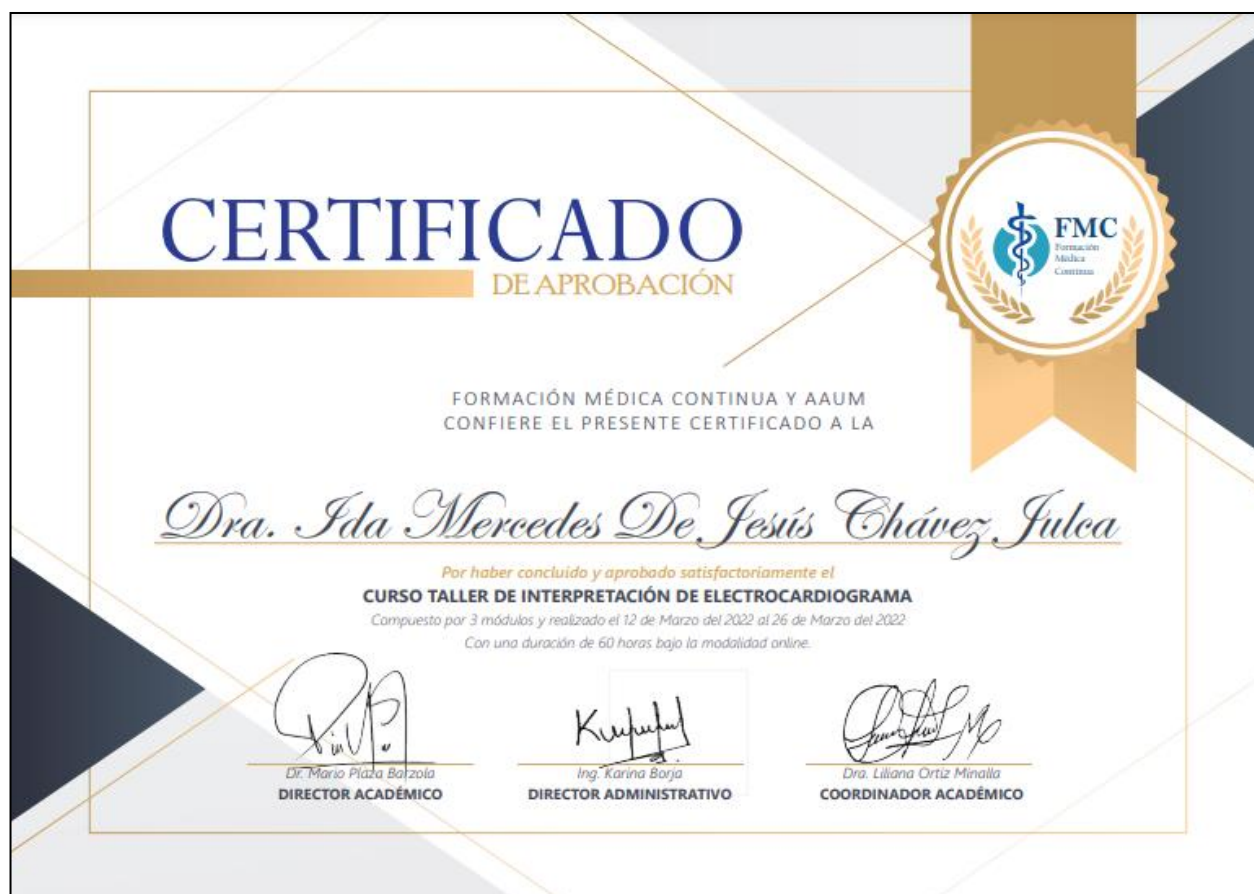 CERTIFICADO
DE APROBACIÓN
FMC
Formación
Médica
Continua
FORMACIÓN MÉDICA CONTINUA Y AAUM
CONFIERE EL PRESENTE CERTIFICADO A LA
Dra. Ida Mercedes De Jesús Chávez Julca
Por haber concluido y aprobado satisfactoriamente el
CURSO TALLER DE INTERPRETACIÓN DE ELECTROCARDIOGRAMA
Compuesto por 3 módulos y realizado el 12 de Marzo del 2022 al 26 de Marzo del 2022
Con una duración de 60 horas bajo la modalidad online.
Dr. Mario Plaza Barzola
DIRECTOR ACADÉMICO
Ing. Karina Borja
DIRECTOR ADMINISTRATIVO
Dra. Liliana Ortiz Minalla
COORDINADOR ACADÉMICO